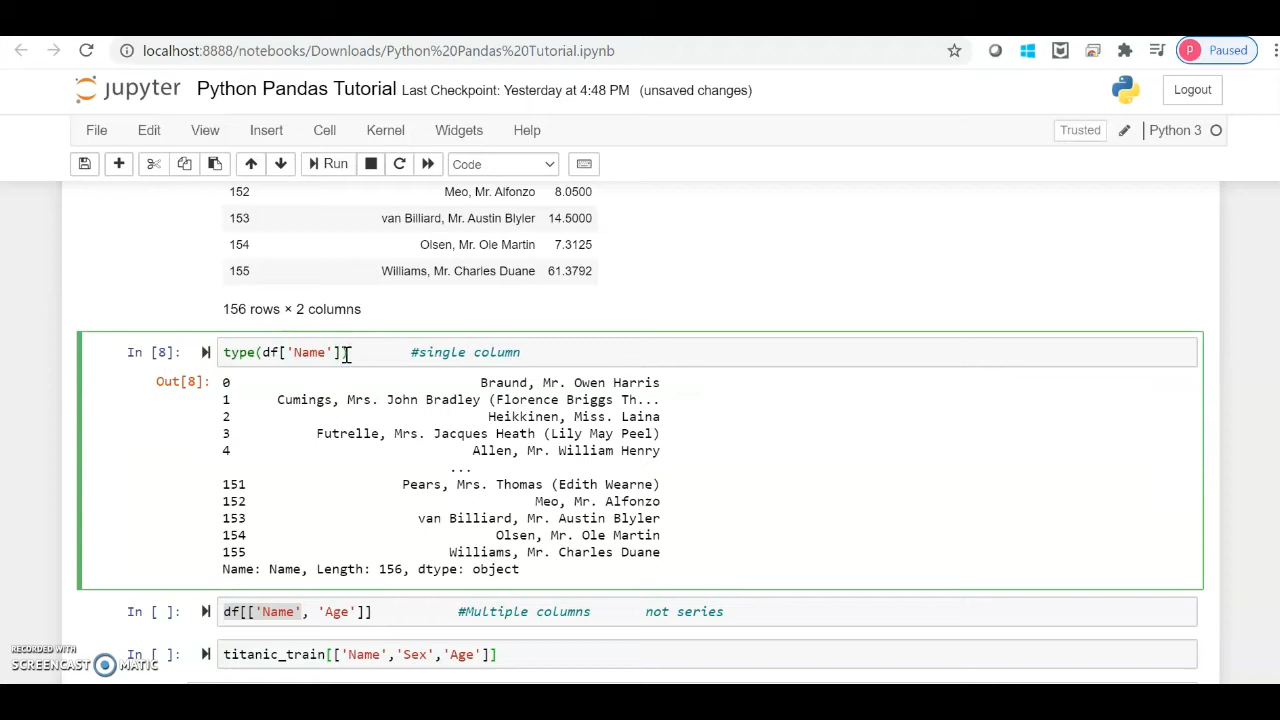 localhost:8888/notebooks/Downloads/Python%20Pandas%20Tutorial.ipynb
P Paused
jupyter Python Pandas Tutorial Last Checkpoint: Yesterday at 4:48 PM (unsaved changes)
Logout
File Edit View Insert Cell Kernel Widgets Help
Trusted Python 3
Run Code
152 Meo, Mr. Alfonzo 8.0500
153 van Billiard, Mr. Austin Blyler 14.5000
154 Olsen, Mr. Ole Martin 7.3125
155 Williams, Mr. Charles Duane 61.3792
156 rows × 2 columns
In [8]: type(df['Name']) #single column
Out[8]: 0 Braund, Mr. Owen Harris
1 Cumings, Mrs. John Bradley (Florence Briggs Th...
2 Heikkinen, Miss. Laina
3 Futrelle, Mrs. Jacques Heath (Lily May Peel)
4 Allen, Mr. William Henry
...
151 Pears, Mrs. Thomas (Edith Wearne)
152 Meo, Mr. Alfonzo
153 van Billiard, Mr. Austin Blyler
154 Olsen, Mr. Ole Martin
155 Williams, Mr. Charles Duane
Name: Name, Length: 156, dtype: object
In [ ]: df[['Name', 'Age']] #Multiple columns not series
In [ ]: titanic_train[['Name','Sex','Age']]
RECORDED WITH
SCREENCAST MATIC